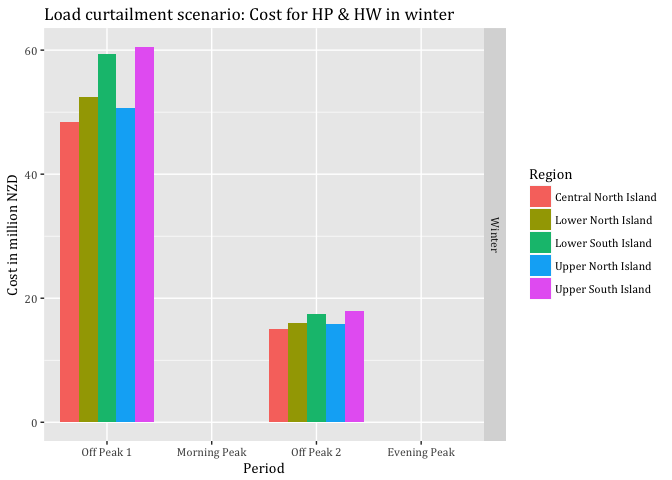 Load curtailment scenario: Cost for HP & HW in winter
Cost in million NZD
60
40
20
0
Off Peak 1
Morning Peak
Off Peak 2
Evening Peak
Period
Winter
Region
Central North Island
Lower North Island
Lower South Island
Upper North Island
Upper South Island